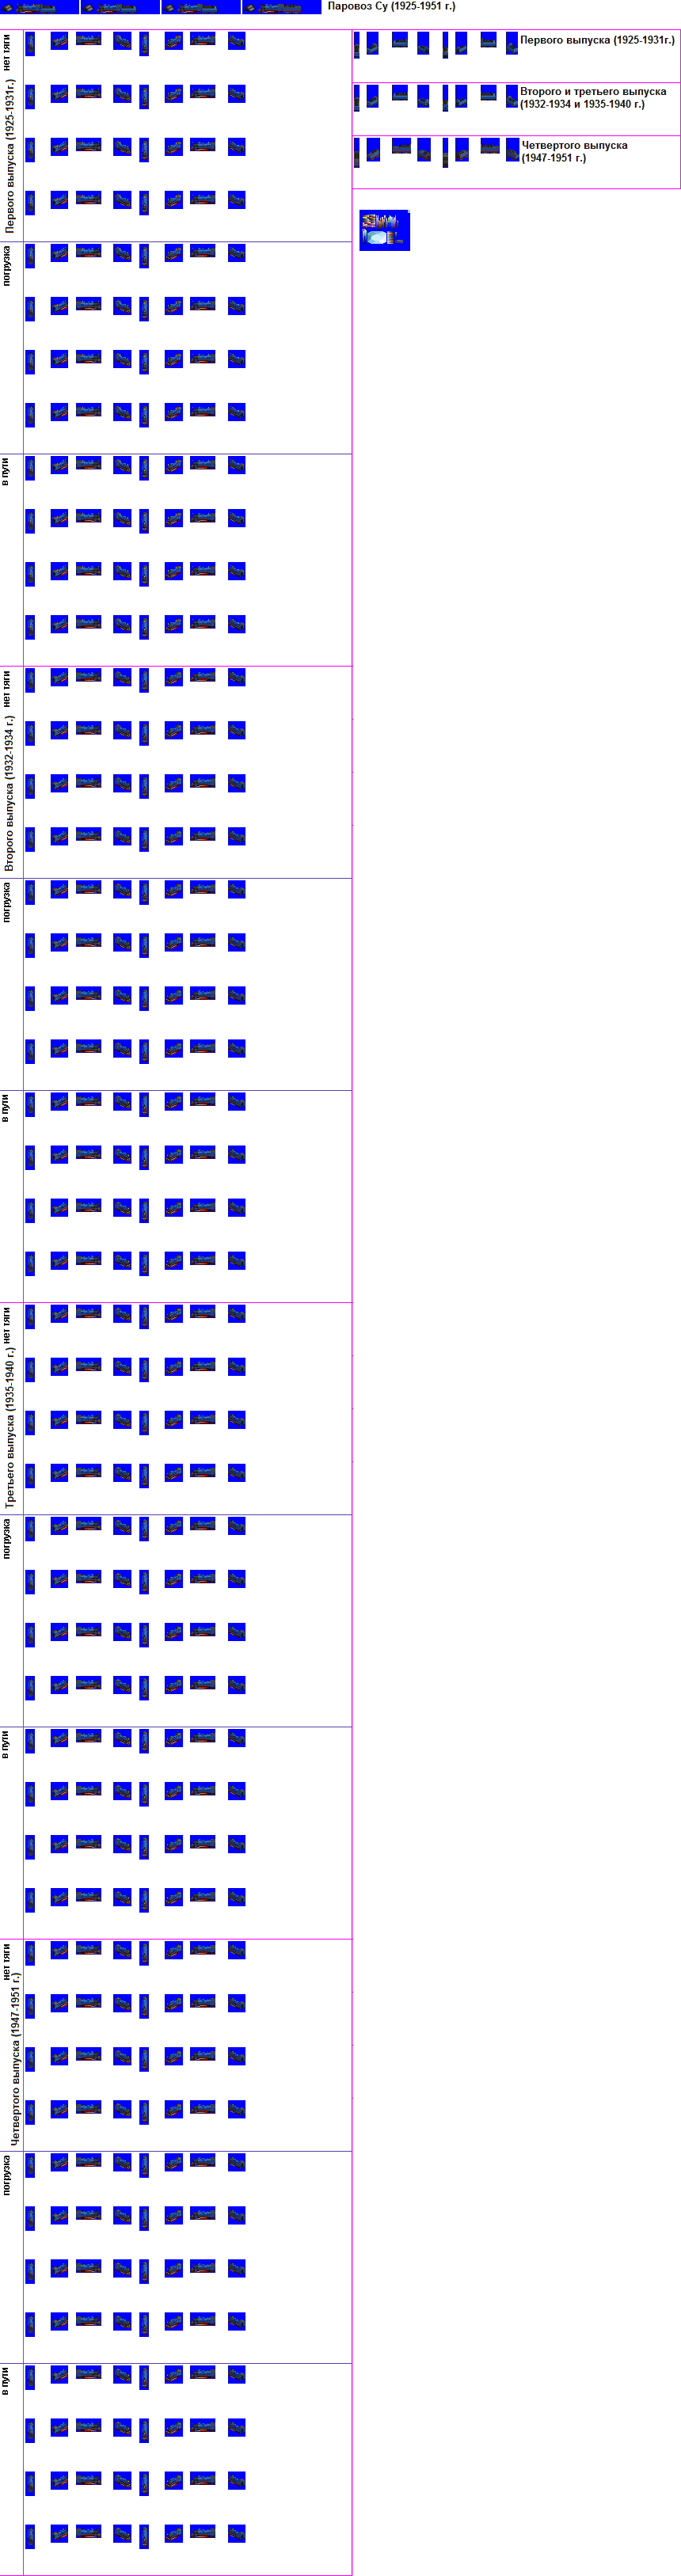 Паровоз Су (1925-1951 г.)
Первого выпуска (1925-1931г.)
Второго и третьего выпуска
(1932-1934 и 1935-1940 г.)
Четвертого выпуска
(1947-1951 г.)
Первого выпуска (1925-1931г.)
нет тяги
погрузка
в пути
Второго выпуска (1932-1934 г.)
нет тяги
погрузка
в пути
Третьего выпуска (1935-1940 г.)
нет тяги
погрузка
в пути
Четвертого выпуска (1947-1951 г.)
нет тяги
погрузка
в пути